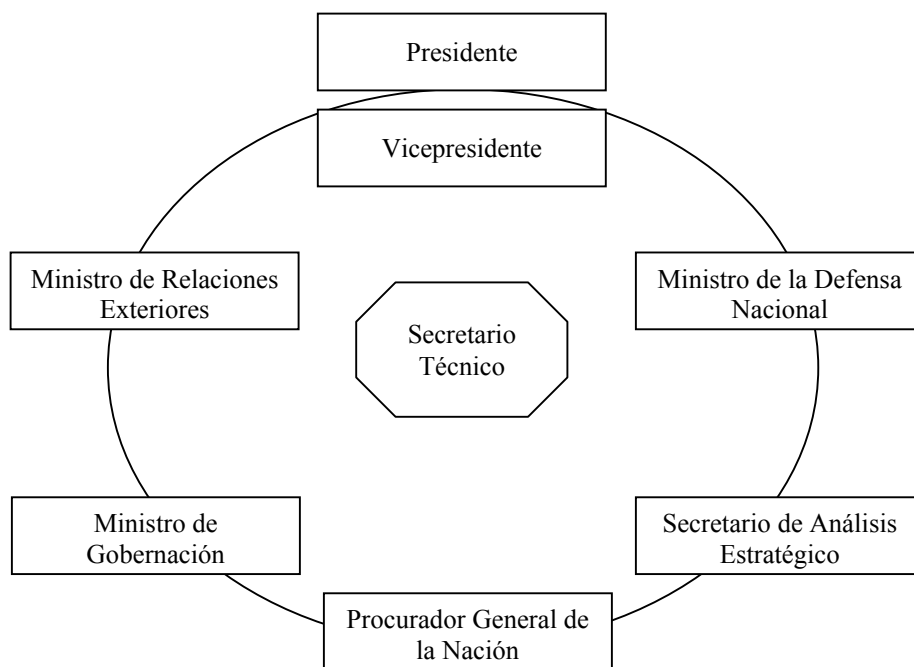 Presidente
Vicepresidente
Ministro de Relaciones
Exteriores
Ministro de la Defensa
Nacional
Secretario
Técnico
Ministro de
Gobernación
Secretario de Análisis
Estratégico
Procurador General de
la Nación